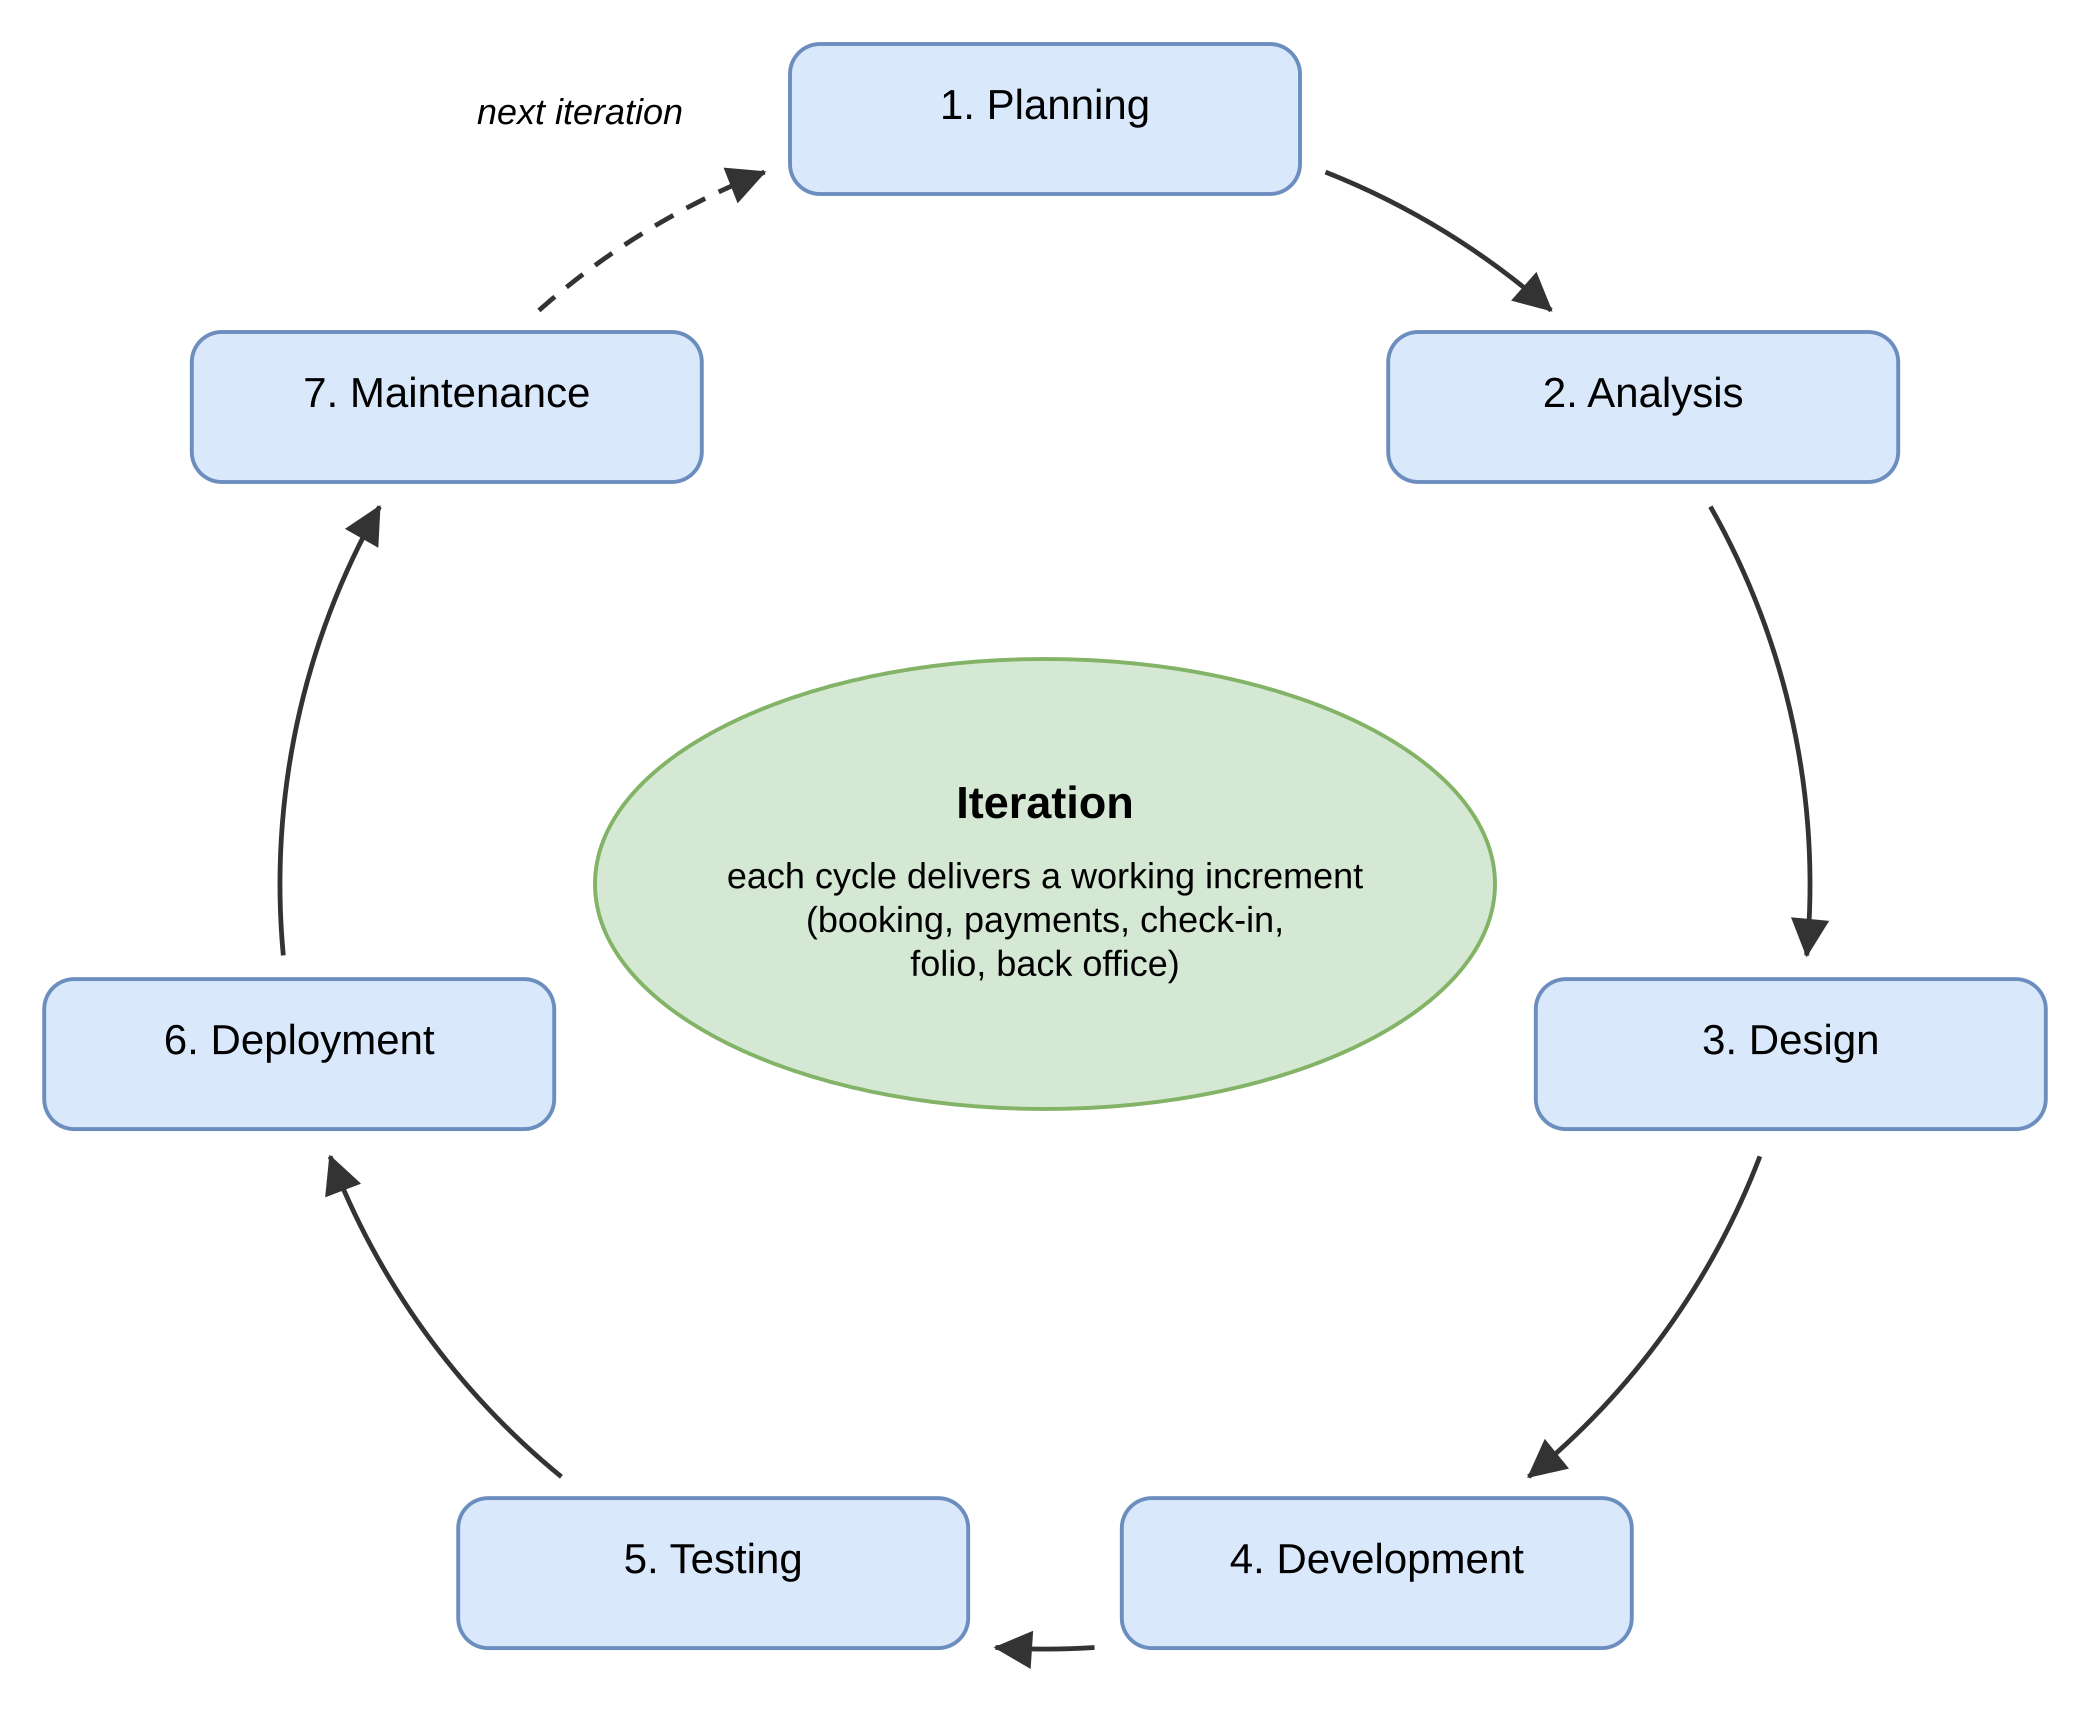 next iteration
1. Planning
7. Maintenance
2. Analysis
Iteration
each cycle delivers a working increment
(booking, payments, check-in,
folio, back office)
6. Deployment
3. Design
5. Testing
4. Development